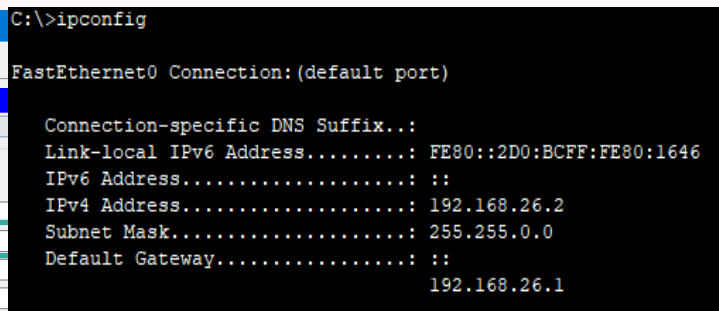 C:\>ipconfig
FastEthernet0 Connection:(default port)
Connection-specific DNS Suffix..:
Link-local IPv6 Address.........: FE80::2D0:BCFF:FE80:1646
IPv6 Address....................: ::
IPv4 Address....................: 192.168.26.2
Subnet Mask.....................: 255.255.0.0
Default Gateway.................: ::
192.168.26.1